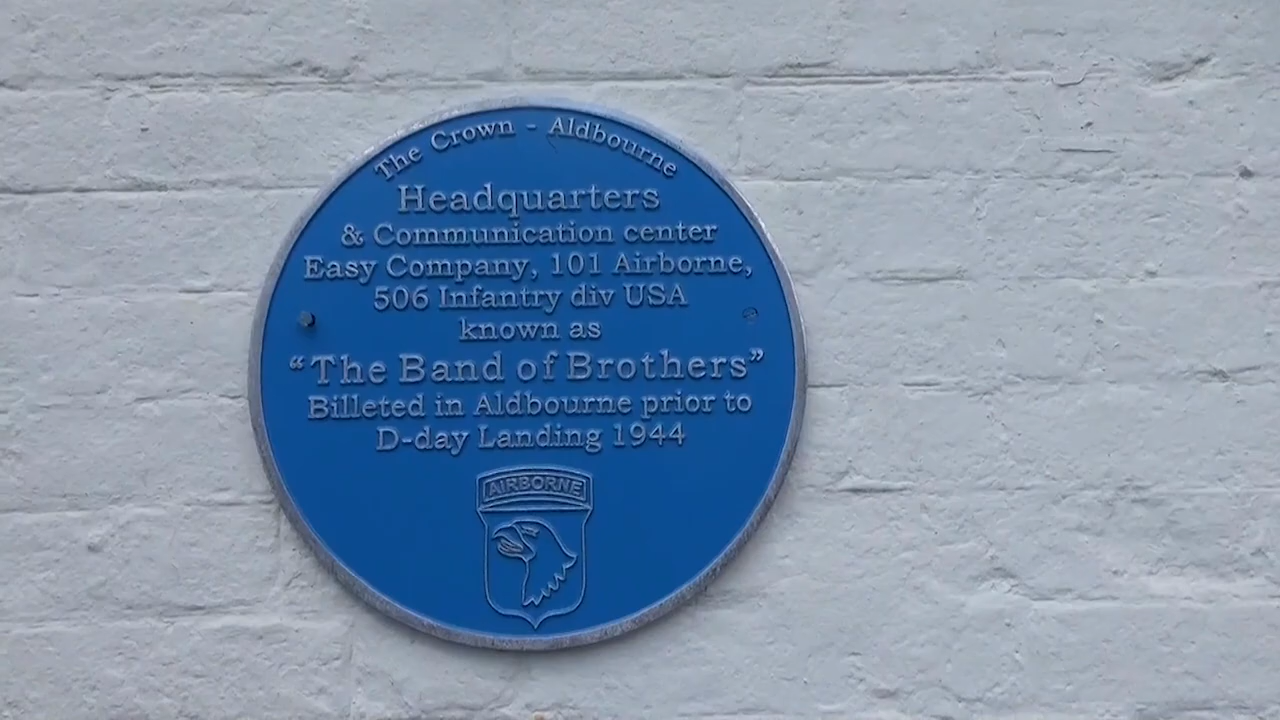 The Crown - Aldbourne
Headquarters
& Communication center
Easy Company, 101 Airborne,
506 Infantry div USA
known as
“The Band of Brothers”
Billeted in Aldbourne prior to
D-day Landing 1944
AIRBORNE